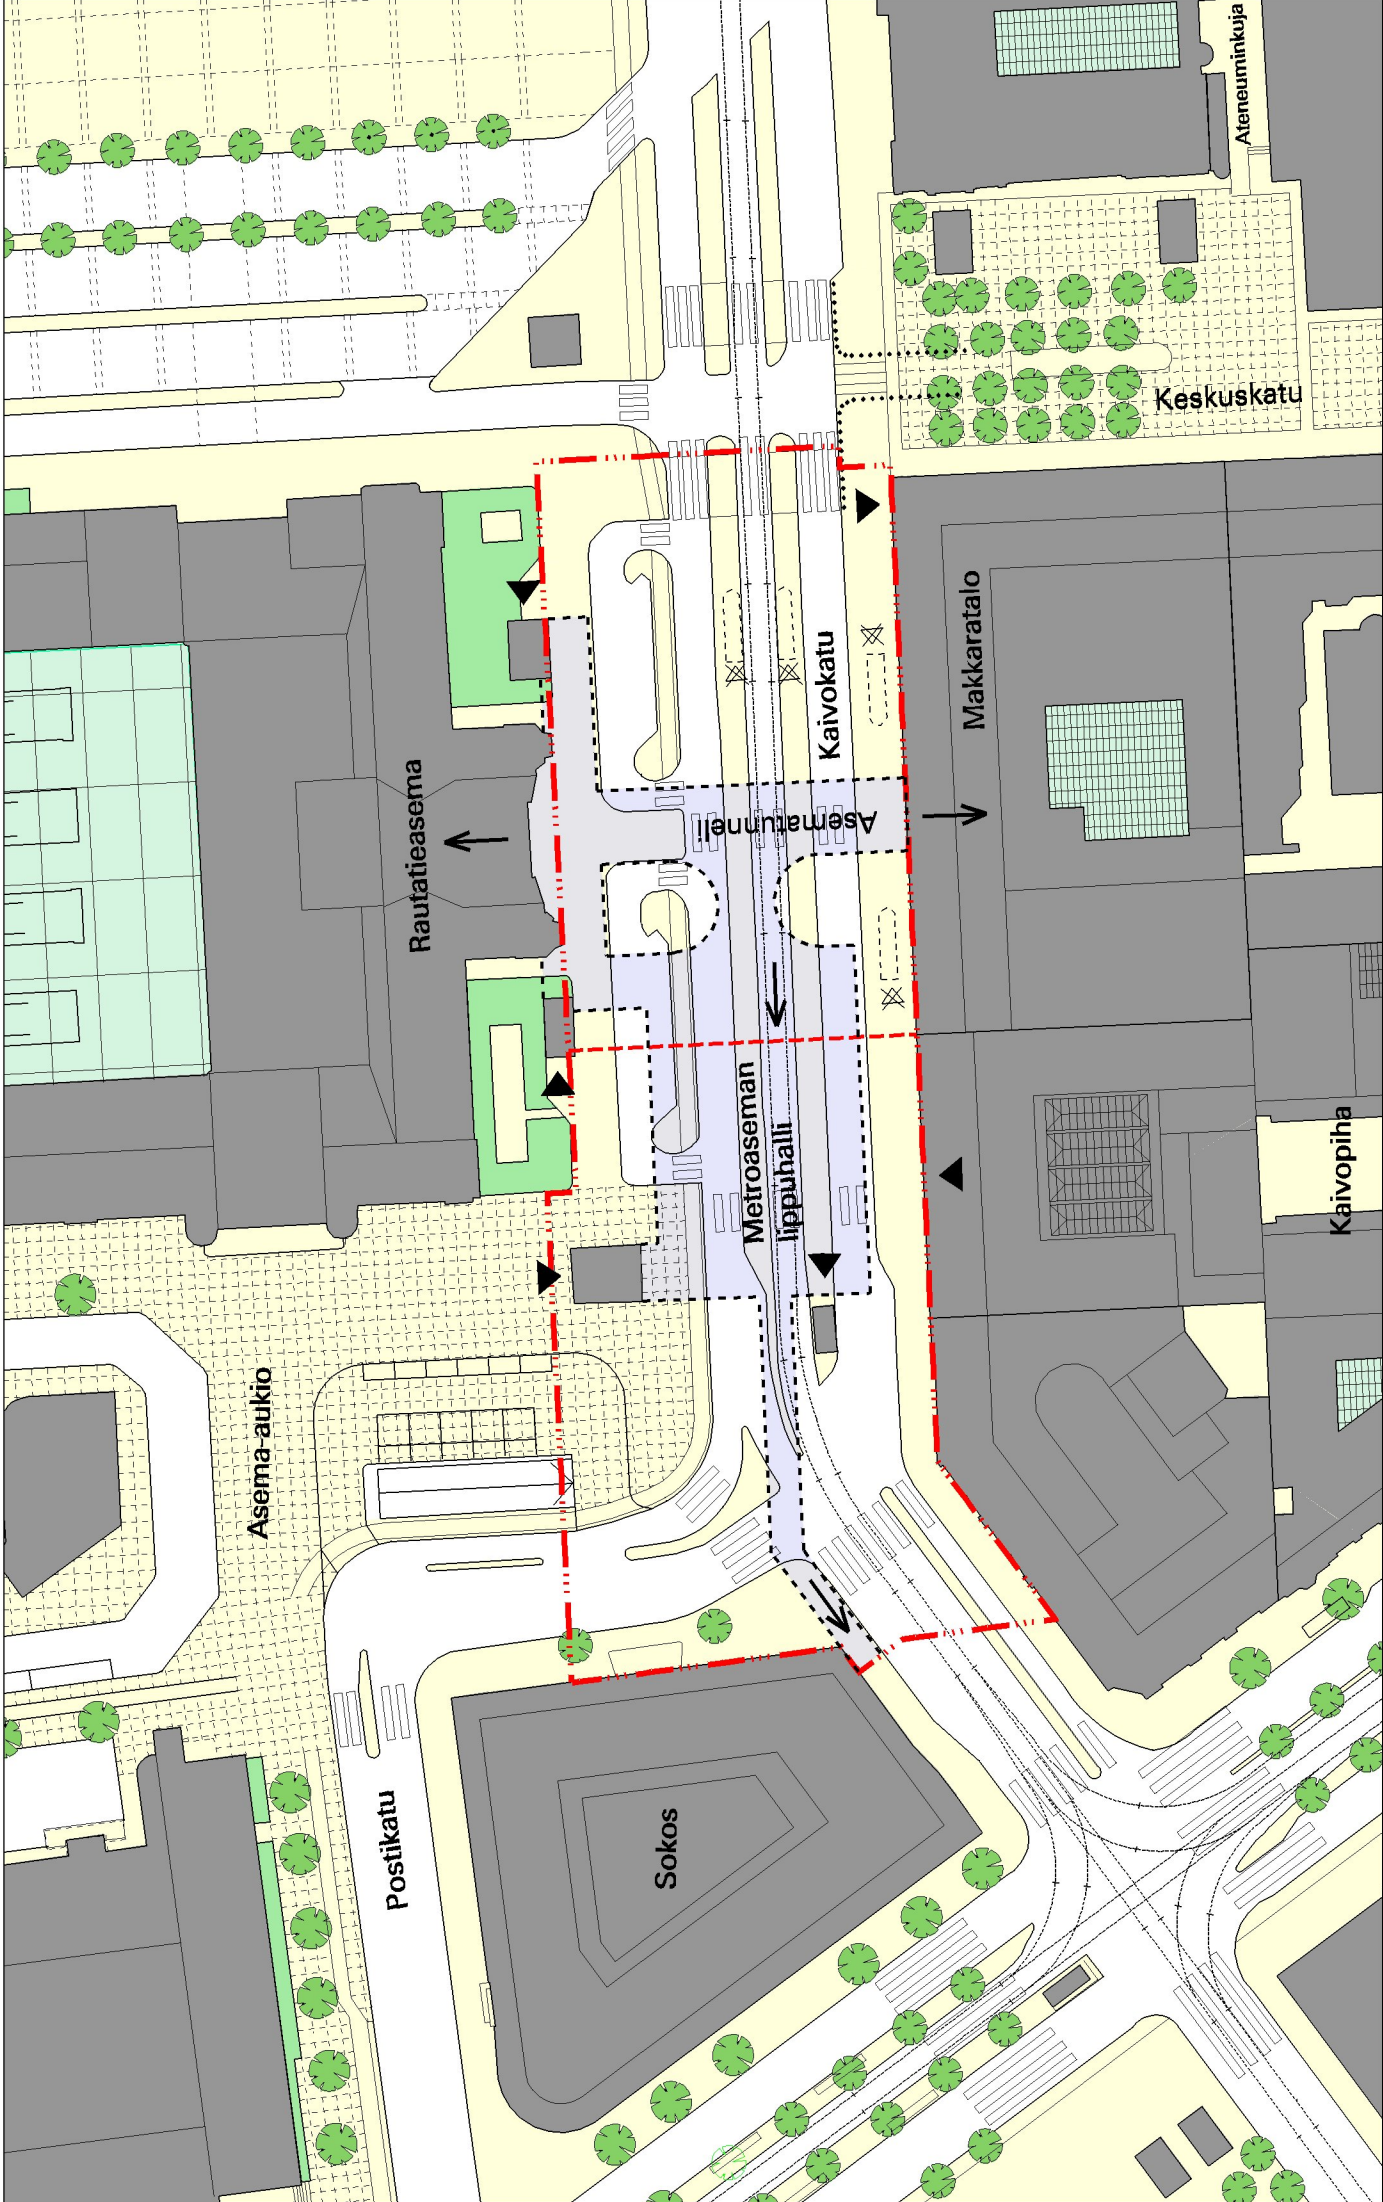 Ateneuminkuja
Keskuskatu
Makkaratalo
Kaivokatu
Rautatieasema
Asematunneli
Metroaseman
lippuhalli
Kaivopiha
Asema-aukio
Postikatu
Sokos